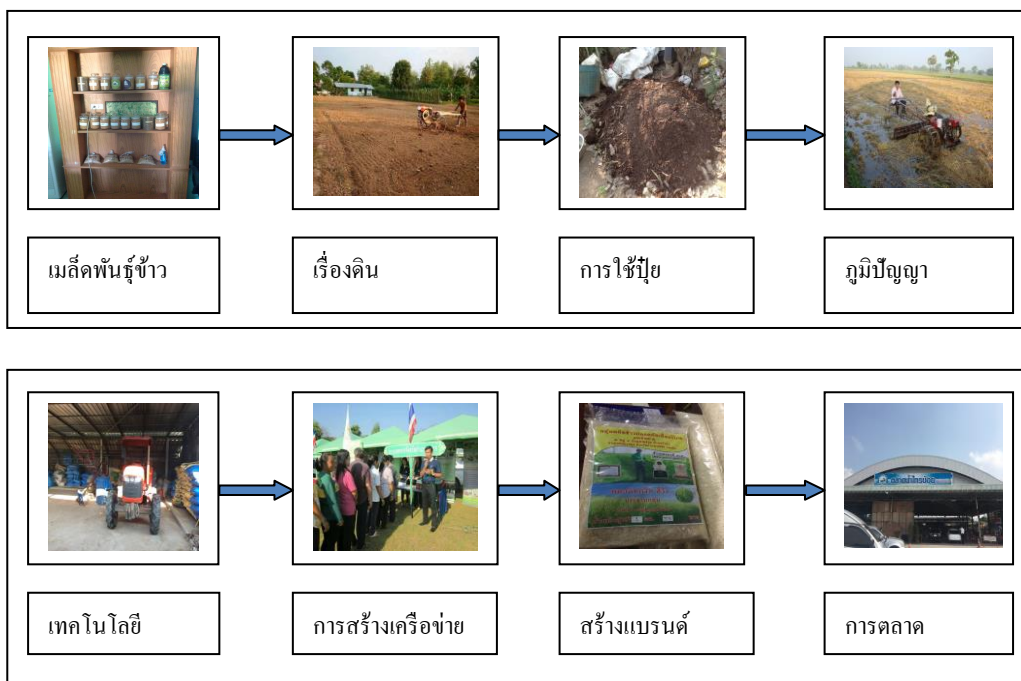 เมล็ดพันธุ์ข้าว
เรื่องดิน
การใช้ปุ๋ย
ภูมิปัญญา
เทคโนโลยี
การสร้างเครือข่าย
สร้างแบรนด์
การตลาด